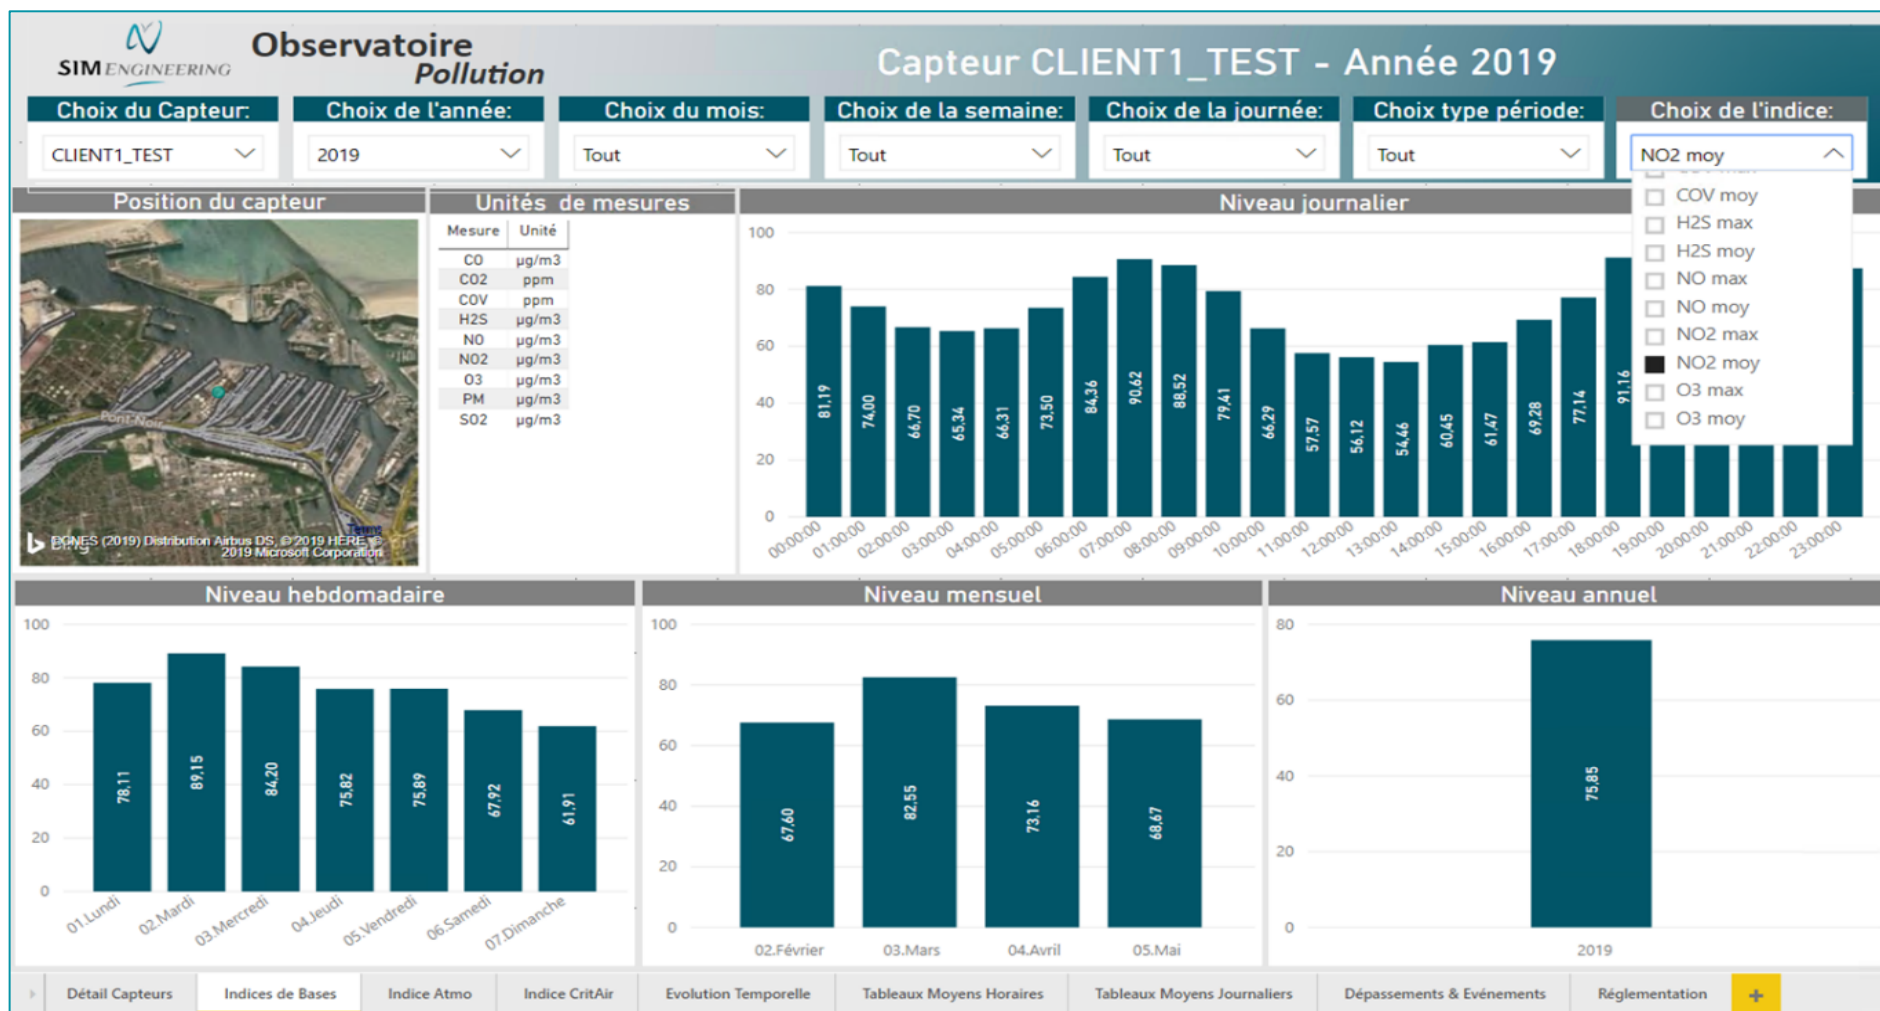 SIM ENGINEERING
Observatoire
Pollution
Capteur CLIENT1_TEST - Année 2019
Choix du Capteur:
CLIENT1_TEST
Choix de l'année:
2019
Choix du mois:
Tout
Choix de la semaine:
Tout
Choix de la journée:
Tout
Choix type période:
Tout
Choix de l'indice:
NO2 moy
COV moy
H2S max
H2S moy
NO max
NO moy
NO2 max
NO2 moy
O3 max
O3 moy
Position du capteur
Pont-Noir
Bing
©CNES (2019) Distribution Airbus DS, © 2019 HERE, ©
2019 Microsoft Corporation
Unités de mesures
Mesure Unité
CO µg/m3
CO2 ppm
COV ppm
H2S µg/m3
NO µg/m3
NO2 µg/m3
O3 µg/m3
PM µg/m3
SO2 µg/m3
Niveau journalier
100
80
60
40
20
0
81,19 74,00 66,70 65,34 66,31 73,50 84,36 90,62 88,52 79,41 66,29 57,57 56,12 54,46 60,45 61,47 69,28 77,14 91,16
00:00:00 01:00:00 02:00:00 03:00:00 04:00:00 05:00:00 06:00:00 07:00:00 08:00:00 09:00:00 10:00:00 11:00:00 12:00:00 13:00:00 14:00:00 15:00:00 16:00:00 17:00:00 18:00:00 19:00:00 20:00:00 21:00:00 22:00:00 23:00:00
Niveau hebdomadaire
100
80
60
40
20
0
78,11 89,15 84,20 75,82 75,89 67,92 61,91
01.Lundi 02.Mardi 03.Mercredi 04.Jeudi 05.Vendredi 06.Samedi 07.Dimanche
Niveau mensuel
100
80
60
40
20
0
67,60 82,55 73,16 68,67
02.Février 03.Mars 04.Avril 05.Mai
Niveau annuel
80
60
40
20
0
75,85
2019
Détail Capteurs Indices de Bases Indice Atmo Indice CritAir Evolution Temporelle Tableaux Moyens Horaires Tableaux Moyens Journaliers Dépassements & Evénements Réglementation +